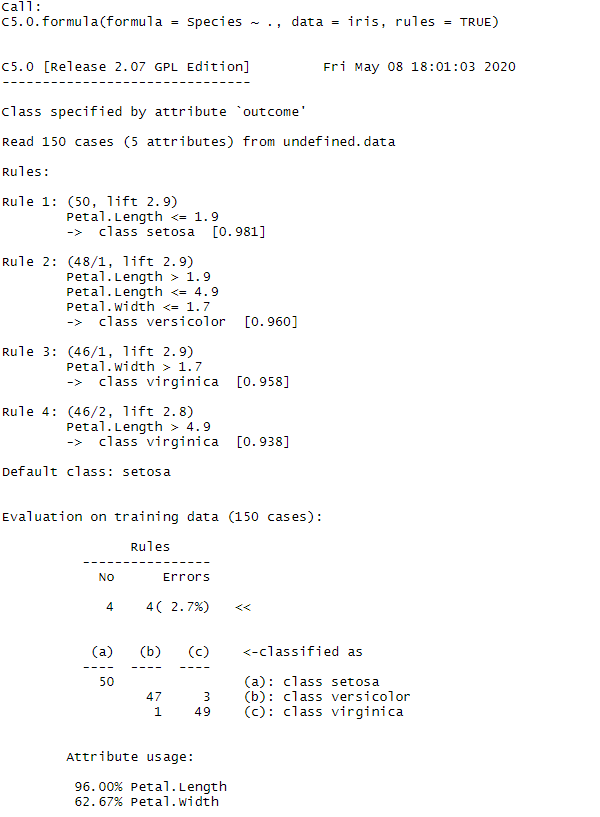 Call:
C5.0.formula(formula = Species ~ ., data = iris, rules = TRUE)
C5.0 [Release 2.07 GPL Edition]         Fri May 08 18:01:03 2020
-------------------------------
Class specified by attribute `outcome'
Read 150 cases (5 attributes) from undefined.data
Rules:
Rule 1: (50, lift 2.9)
        Petal.Length <= 1.9
        ->  class setosa  [0.981]
Rule 2: (48/1, lift 2.9)
        Petal.Length > 1.9
        Petal.Length <= 4.9
        Petal.Width <= 1.7
        ->  class versicolor  [0.960]
Rule 3: (46/1, lift 2.9)
        Petal.Width > 1.7
        ->  class virginica  [0.958]
Rule 4: (46/2, lift 2.8)
        Petal.Length > 4.9
        ->  class virginica  [0.938]
Default class: setosa
Evaluation on training data (150 cases):
                Rules
          ----------------
            No      Errors
             4    4( 2.7%)   <<
           (a)   (b)   (c)    <-classified as
          ----  ----  ----
            50                (a): class setosa
                  47     3    (b): class versicolor
                   1    49    (c): class virginica
        Attribute usage:
         96.00% Petal.Length
         62.67% Petal.Width